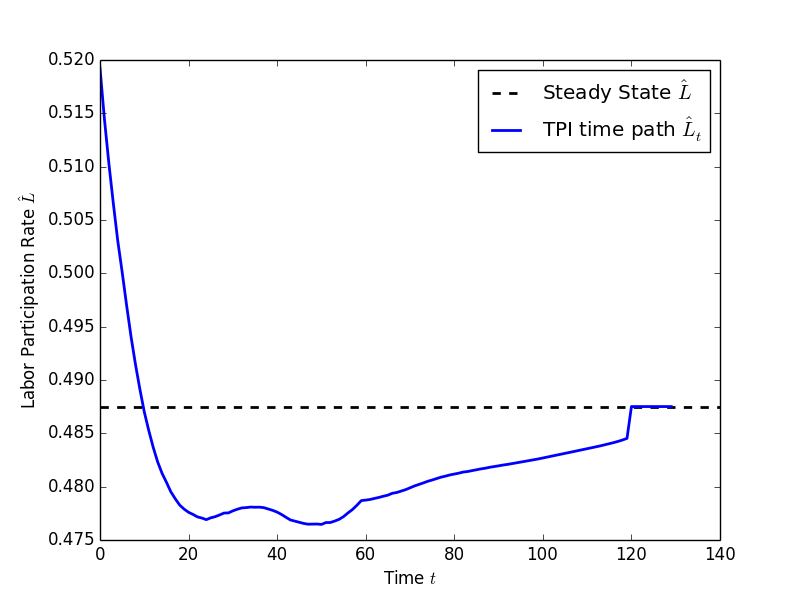 0.520
0.515
0.510
0.505
0.500
0.495
0.490
0.485
0.480
0.475
Labor Participation Rate L̂
Steady State L̂
TPI time path L̂ₜ
0 20 40 60 80 100 120 140
Time t